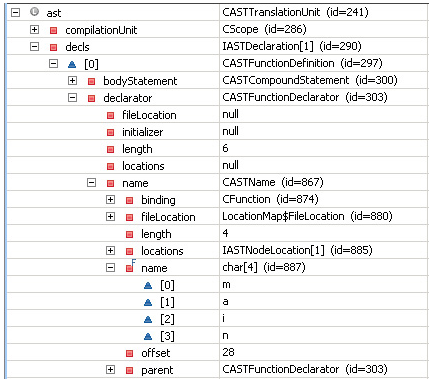 ast CASTTranslationUnit (id=241)
compilationUnit CScope (id=286)
decls IASTDeclaration[1] (id=290)
[0] CASTFunctionDefinition (id=297)
bodyStatement CASTCompoundStatement (id=300)
declarator CASTFunctionDeclarator (id=303)
fileLocation null
initializer null
length 6
locations null
name CASTName (id=867)
binding CFunction (id=874)
fileLocation LocationMap$FileLocation (id=880)
length 4
locations IASTNodeLocation[1] (id=885)
name char[4] (id=887)
[0] m
[1] a
[2] i
[3] n
offset 28
parent CASTFunctionDeclarator (id=303)